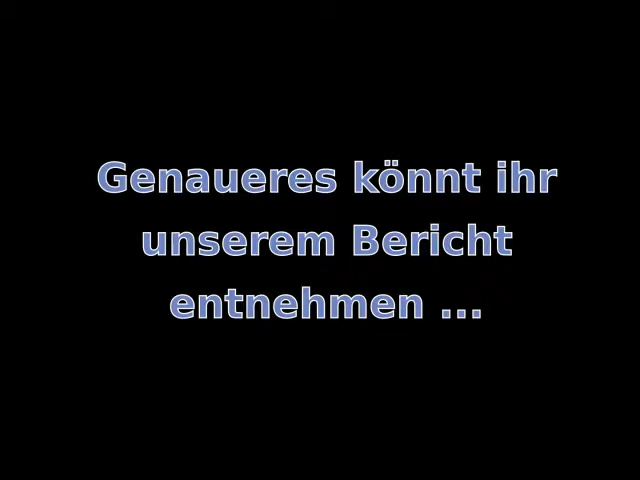 Genaueres könnt ihr
unserem Bericht
entnehmen ...